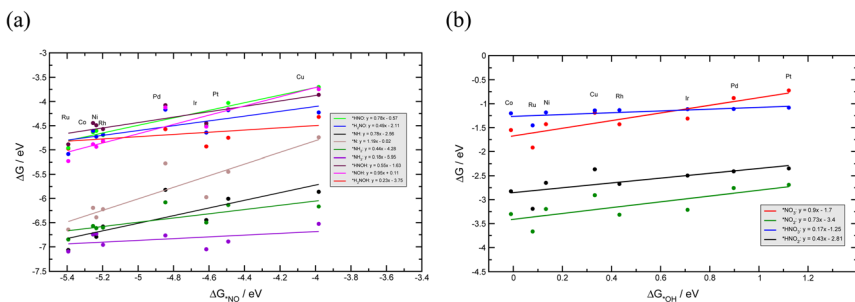 (a)
(b)
-3
-3.5
-4
-4.5
-5
-5.5
-6
-6.5
-7
-7.5
ΔG / eV
Cu
Pd
Ir
Pt
Ru
Co
Ni
Rh
*HNO: y = 0.78x - 0.57
*H₂NO: y = 0.49x - 2.11
*NH: y = 0.79x - 2.56
*N: y = 1.19x - 0.02
*NH₂: y = 0.44x - 4.28
*NH₃: y = 0.18x - 5.95
*HNOH: y = 0.55x - 1.63
*NOH: y = 0.95x + 0.11
*H₂NOH: y = 0.23x - 3.75
-5.4 -5.2 -5 -4.8 -4.6 -4.4 -4.2 -4 -3.8 -3.6 -3.4
ΔG*NO / eV
0
-0.5
-1
-1.5
-2
-2.5
-3
-3.5
-4
-4.5
-5
ΔG / eV
Co
Ru
Ni
Cu
Rh
Ir
Pd
Pt
*NO₃: y = 0.9x - 1.7
*NO₂: y = 0.73x - 3.4
*HNO₃: y = 0.17x -1.25
*HNO₂: y = 0.43x - 2.81
0 0.2 0.4 0.6 0.8 1 1.2
ΔG*OH / eV